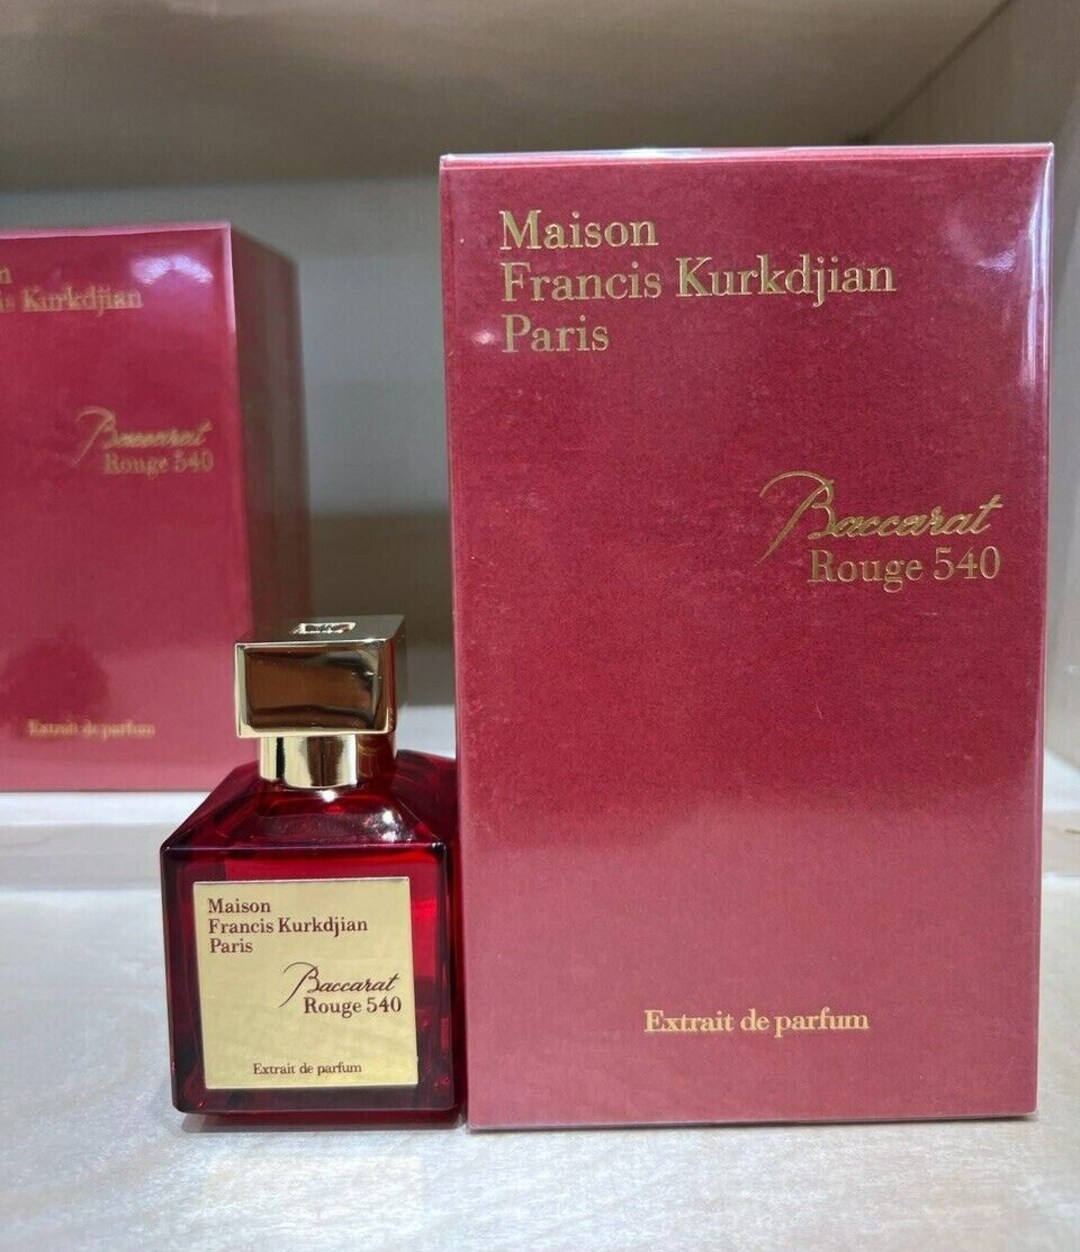 Maison
Francis Kurkdjian
Paris
Baccarat
Rouge 540
Extrait de parfum
Kurkdjian
Baccarat
Rouge 540
Extrait de parfum
Maison
Francis Kurkdjian
Paris
Baccarat
Rouge 540
Extrait de parfum